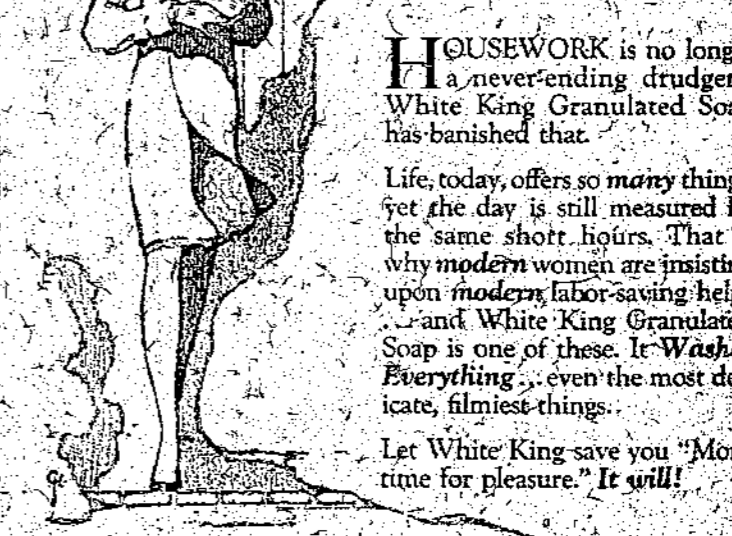 HOUSEWORK is no long
a never-ending drudger
White King Granulated Soa
has banished that.
Life, today, offers so many thing
yet the day is still measured
the same short hours. That
why modern women are insistin
upon modern labor-saving hel
... and White King Granulate
Soap is one of these. It Wash
Everything... even the most de
icate, filmiest things.
Let White King save you "Mor
time for pleasure." It will!